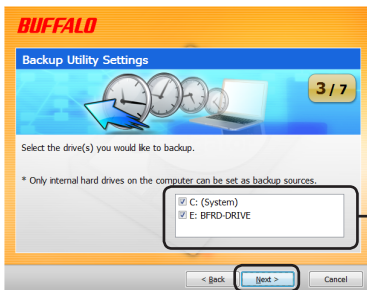 BUFFALO
Backup Utility Settings
3 / 7
Select the drive(s) you would like to backup.
* Only internal hard drives on the computer can be set as backup sources.
C: (System)
E: BFRD-DRIVE
< Back
Next >
Cancel